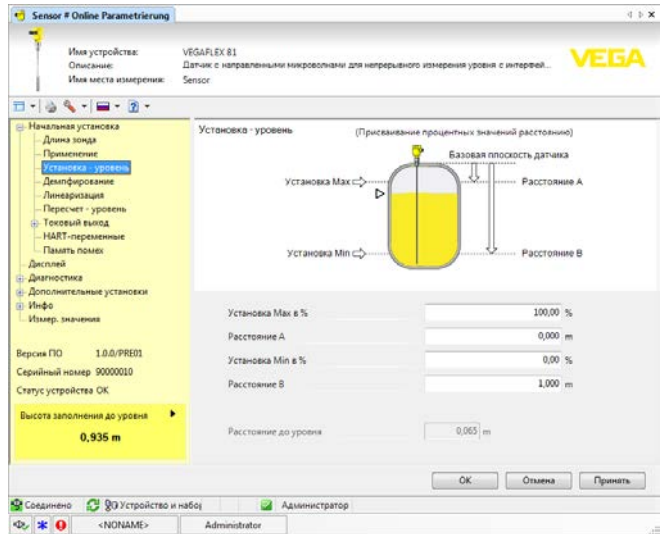 Sensor # Online Parametrierung
Имя устройства: VEGAFLEX 81
Описание: Датчик с направленными микроволнами для непрерывного измерения уровня с интерфей...
Имя места измерения: Sensor
VEGA
Начальная установка
Длина зонда
Применение
Установка - уровень
Демпфирование
Линеаризация
Пересчет - уровень
Токовый выход
HART-переменные
Память помех
Дисплей
Диагностика
Дополнительные установки
Инфо
Измер. значения
Версия ПО 1.0.0/PRE01
Серийный номер 90000010
Статус устройства OK
Высота заполнения до уровня
0,935 m
Установка - уровень
(Присваивание процентных значений расстоянию)
Базовая плоскость датчика
Установка Max
Расстояние A
Установка Min
Расстояние B
Установка Max в % 100,00 %
Расстояние A 0,000 m
Установка Min в % 0,00 %
Расстояние B 1,000 m
Расстояние до уровня 0,065 m
OK Отмена Принять
Соединено Устройство и набор Администратор
<NONAME> Administrator